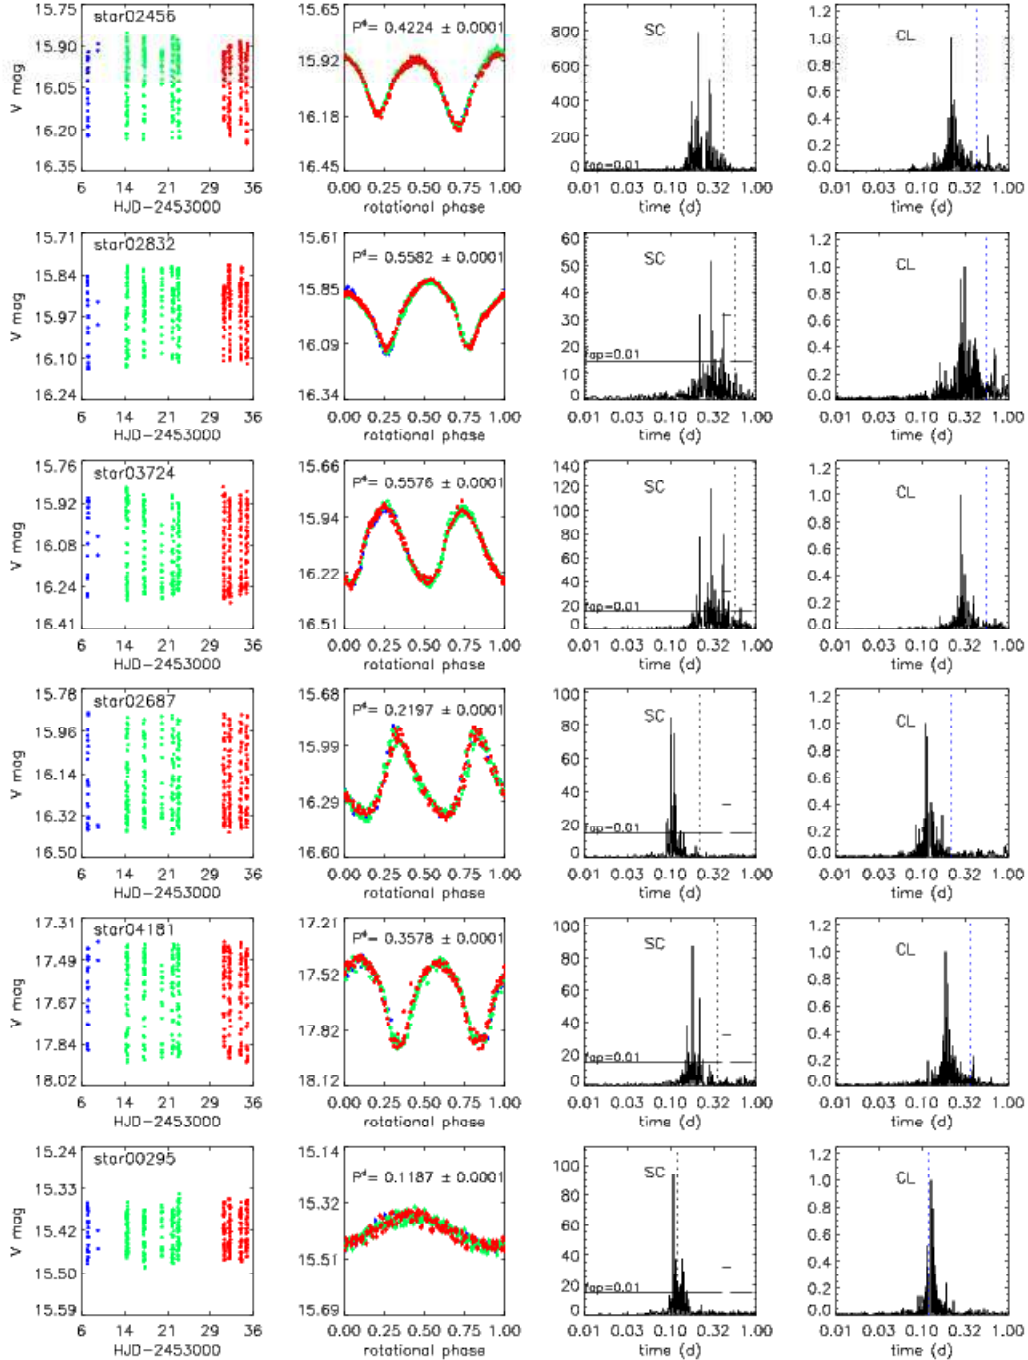 star02456
V mag
15.75
15.90
16.05
16.20
16.35
6 14 21 29 36
HJD-2453000
P⁴= 0.4224 ± 0.0001
15.65
15.92
16.18
16.45
0.00 0.25 0.50 0.75 1.00
rotational phase
SC
800
600
400
200
fap=0.01
0.01 0.03 0.10 0.32 1.00
time (d)
CL
1.2
1.0
0.8
0.6
0.4
0.2
0.0
0.01 0.03 0.10 0.32 1.00
time (d)
star02832
V mag
15.71
15.84
15.97
16.10
16.24
6 14 21 29 36
HJD-2453000
P⁴= 0.5582 ± 0.0001
15.61
15.85
16.09
16.34
0.00 0.25 0.50 0.75 1.00
rotational phase
SC
60
50
40
30
20
10
0
fap=0.01
0.01 0.03 0.10 0.32 1.00
time (d)
CL
1.2
1.0
0.8
0.6
0.4
0.2
0.0
0.01 0.03 0.10 0.32 1.00
time (d)
star03724
V mag
15.76
15.92
16.08
16.24
16.41
6 14 21 29 36
HJD-2453000
P⁴= 0.5576 ± 0.0001
15.66
15.94
16.22
16.51
0.00 0.25 0.50 0.75 1.00
rotational phase
SC
140
120
100
80
60
40
20
0
fap=0.01
0.01 0.03 0.10 0.32 1.00
time (d)
CL
1.2
1.0
0.8
0.6
0.4
0.2
0.0
0.01 0.03 0.10 0.32 1.00
time (d)
star02687
V mag
15.78
15.96
16.14
16.32
16.50
6 14 21 29 36
HJD-2453000
P⁴= 0.2197 ± 0.0001
15.68
15.99
16.29
16.60
0.00 0.25 0.50 0.75 1.00
rotational phase
SC
100
80
60
40
20
0
fap=0.01
0.01 0.03 0.10 0.32 1.00
time (d)
CL
1.2
1.0
0.8
0.6
0.4
0.2
0.0
0.01 0.03 0.10 0.32 1.00
time (d)
star04181
V mag
17.31
17.49
17.67
17.84
18.02
6 14 21 29 36
HJD-2453000
P⁴= 0.3578 ± 0.0001
17.21
17.52
17.82
18.12
0.00 0.25 0.50 0.75 1.00
rotational phase
SC
100
80
60
40
20
0
fap=0.01
0.01 0.03 0.10 0.32 1.00
time (d)
CL
1.2
1.0
0.8
0.6
0.4
0.2
0.0
0.01 0.03 0.10 0.32 1.00
time (d)
star00295
V mag
15.24
15.33
15.42
15.50
15.59
6 14 21 29 36
HJD-2453000
P⁴= 0.1187 ± 0.0001
15.14
15.32
15.51
15.69
0.00 0.25 0.50 0.75 1.00
rotational phase
SC
100
80
60
40
20
0
fap=0.01
0.01 0.03 0.10 0.32 1.00
time (d)
CL
1.2
1.0
0.8
0.6
0.4
0.2
0.0
0.01 0.03 0.10 0.32 1.00
time (d)